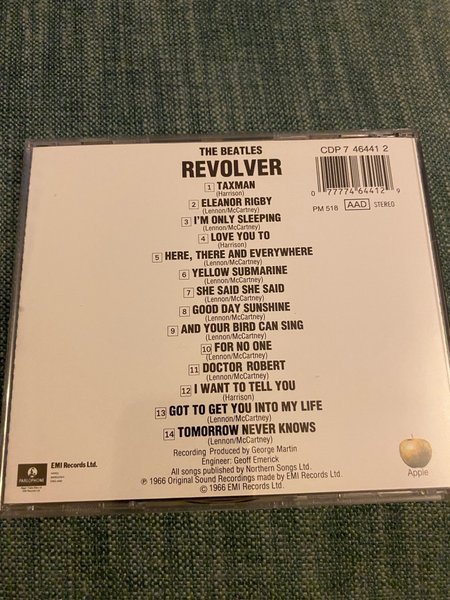 THE BEATLES
REVOLVER
CDP 7 46441 2
0 77774 64412 9
PM 518 AAD STEREO
1 TAXMAN
(Harrison)
2 ELEANOR RIGBY
(Lennon/McCartney)
3 I'M ONLY SLEEPING
(Lennon/McCartney)
4 LOVE YOU TO
(Harrison)
5 HERE, THERE AND EVERYWHERE
(Lennon/McCartney)
6 YELLOW SUBMARINE
(Lennon/McCartney)
7 SHE SAID SHE SAID
(Lennon/McCartney)
8 GOOD DAY SUNSHINE
(Lennon/McCartney)
9 AND YOUR BIRD CAN SING
(Lennon/McCartney)
10 FOR NO ONE
(Lennon/McCartney)
11 DOCTOR ROBERT
(Lennon/McCartney)
12 I WANT TO TELL YOU
(Harrison)
13 GOT TO GET YOU INTO MY LIFE
(Lennon/McCartney)
14 TOMORROW NEVER KNOWS
(Lennon/McCartney)
Recording Produced by George Martin
Engineer: Geoff Emerick
All songs published by Northern Songs Ltd.
℗ 1966 Original Sound Recordings made by EMI Records Ltd.
© 1966 EMI Records Ltd.
PARLOPHONE
EMI Records Ltd.
Apple